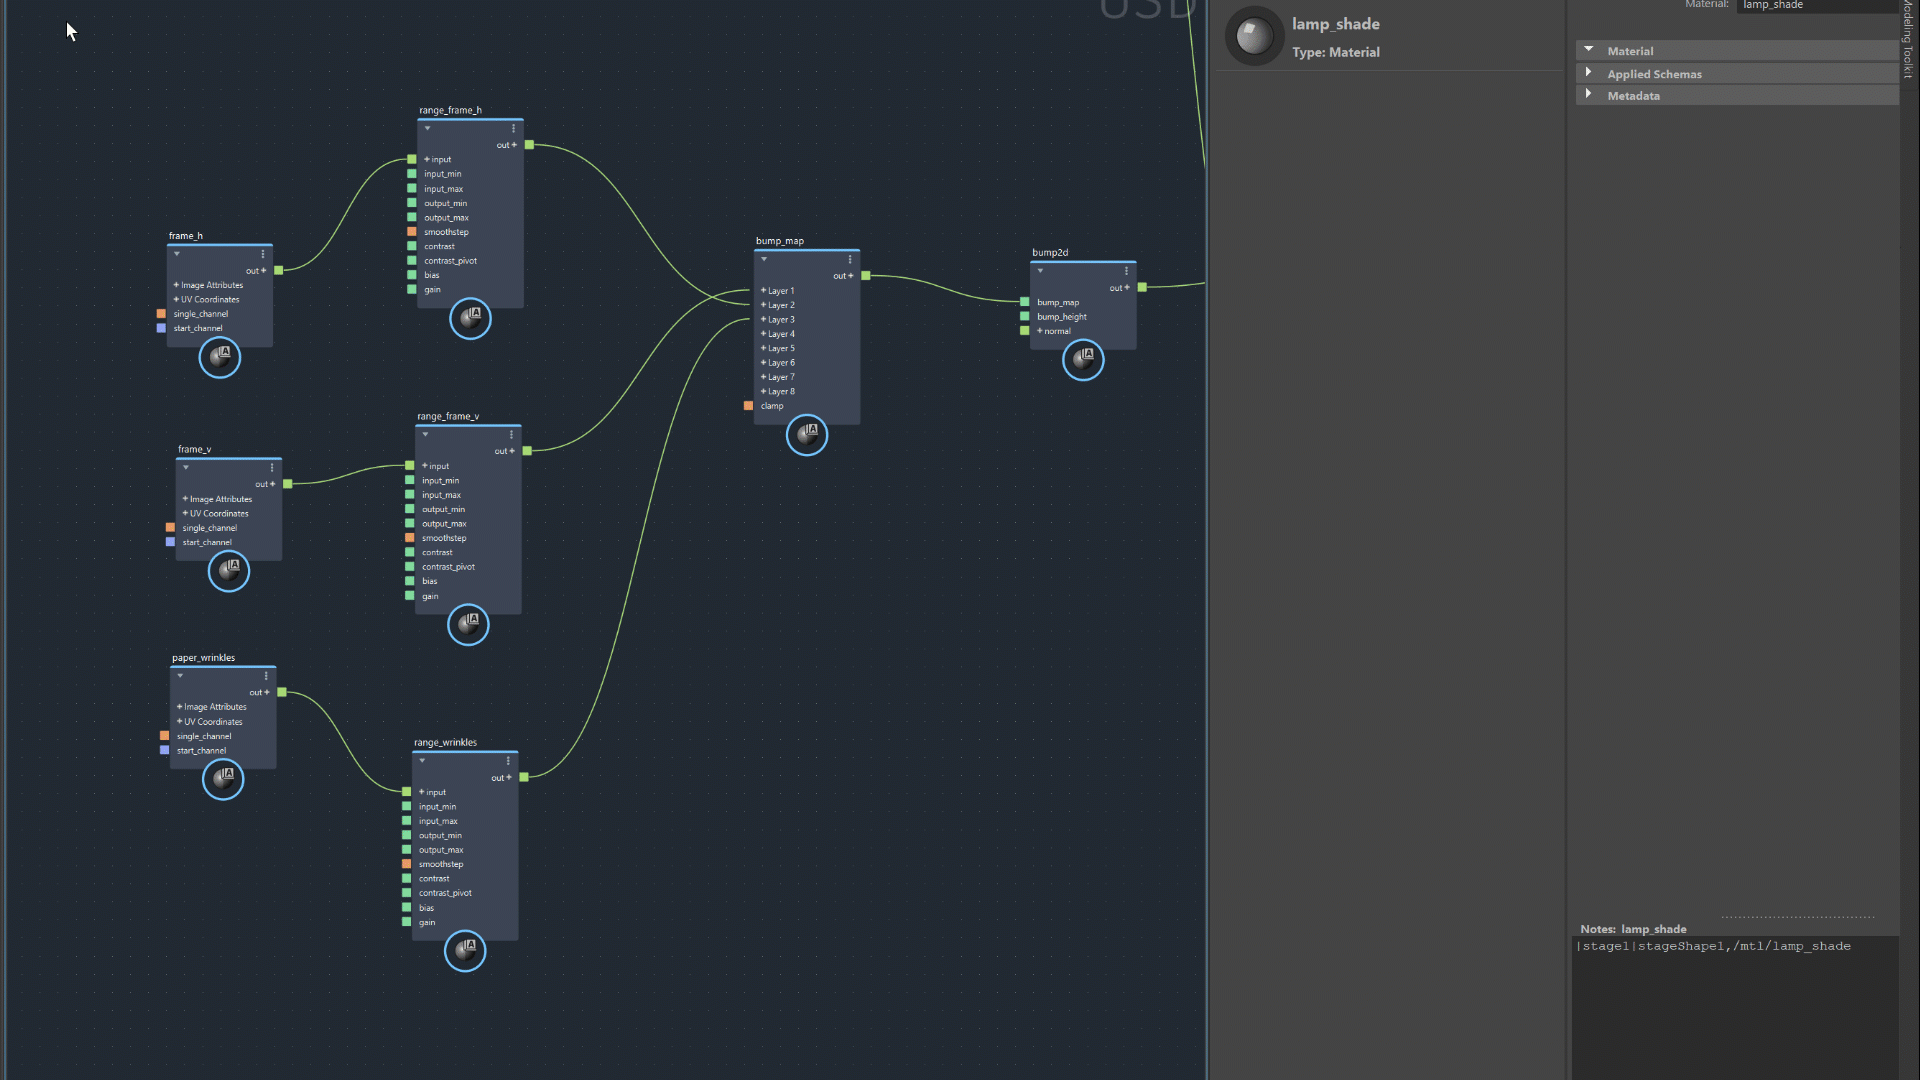 USD
range_frame_h
out +
+ input
input_min
input_max
output_min
output_max
smoothstep
contrast
contrast_pivot
bias
gain
frame_h
out +
+ Image Attributes
+ UV Coordinates
single_channel
start_channel
range_frame_v
out +
+ input
input_min
input_max
output_min
output_max
smoothstep
contrast
contrast_pivot
bias
gain
frame_v
out +
+ Image Attributes
+ UV Coordinates
single_channel
start_channel
paper_wrinkles
out +
+ Image Attributes
+ UV Coordinates
single_channel
start_channel
range_wrinkles
out +
+ input
input_min
input_max
output_min
output_max
smoothstep
contrast
contrast_pivot
bias
gain
bump_map
out +
+ Layer 1
+ Layer 2
+ Layer 3
+ Layer 4
+ Layer 5
+ Layer 6
+ Layer 7
+ Layer 8
clamp
bump2d
out +
bump_map
bump_height
+ normal
lamp_shade
Type: Material
Material: lamp_shade
Material
Applied Schemas
Metadata
Notes: lamp_shade
|stage1|stageShape1,/mtl/lamp_shade
Modeling Toolkit